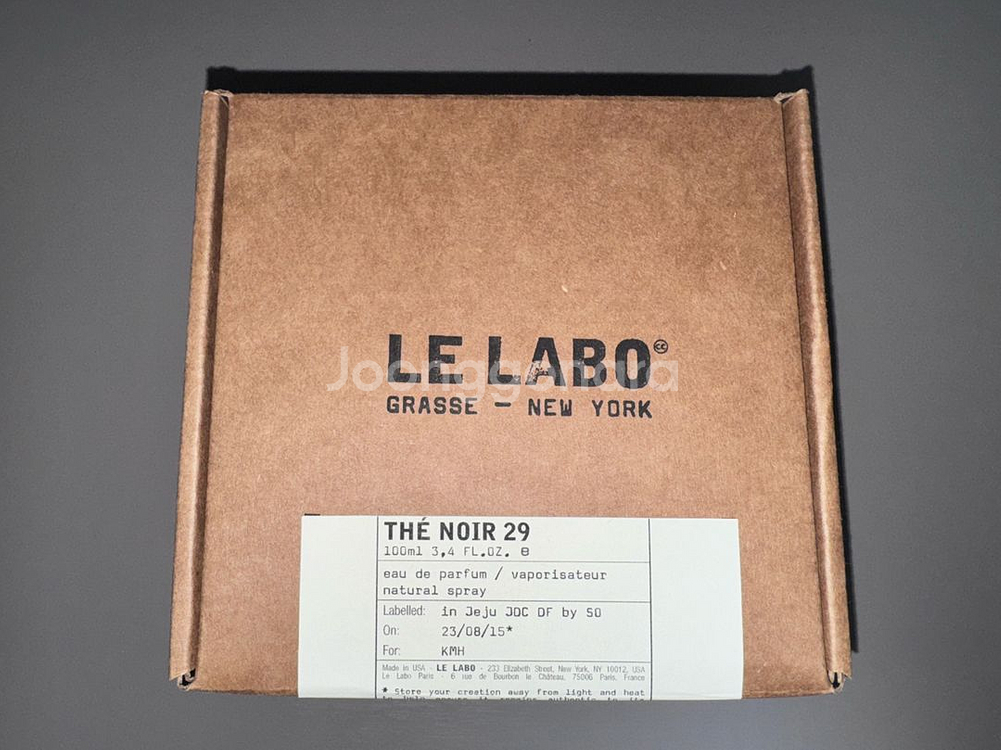 LE LABO
Joonggonara
GRASSE — NEW YORK
THÉ NOIR 29
100ml 3,4 FL.OZ. e
eau de parfum / vaporisateur
natural spray
Labelled: in Jeju JDC DF by SO
On: 23/08/15*
For: KMH
Made in USA - LE LABO - 233 Elizabeth Street, New York, NY 10012, USA
Le Labo Paris - 6 rue de Bourbon le Château, 75006 Paris, France
* Store your creation away from light and heat